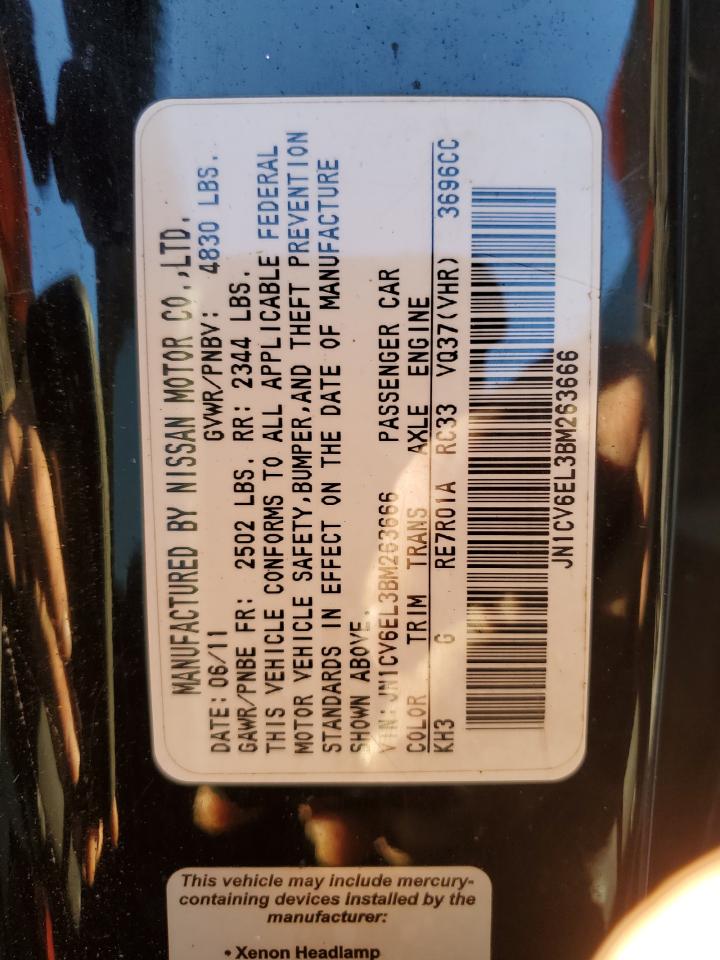 MANUFACTURED BY NISSAN MOTOR CO.,LTD.
DATE: 06/11 GVWR/PNBV: 4830 LBS.
GAWR/PNBE FR: 2502 LBS. RR: 2344 LBS.
THIS VEHICLE CONFORMS TO ALL APPLICABLE FEDERAL
MOTOR VEHICLE SAFETY,BUMPER,AND THEFT PREVENTION
STANDARDS IN EFFECT ON THE DATE OF MANUFACTURE
SHOWN ABOVE.
VIN:JN1CV6EL3BM263666 PASSENGER CAR
COLOR TRIM TRANS AXLE ENGINE
KH3 G RE7R01A RC33 VQ37(VHR) 3696CC
JN1CV6EL3BM263666
This vehicle may include mercury-
containing devices installed by the
manufacturer:
• Xenon Headlamp